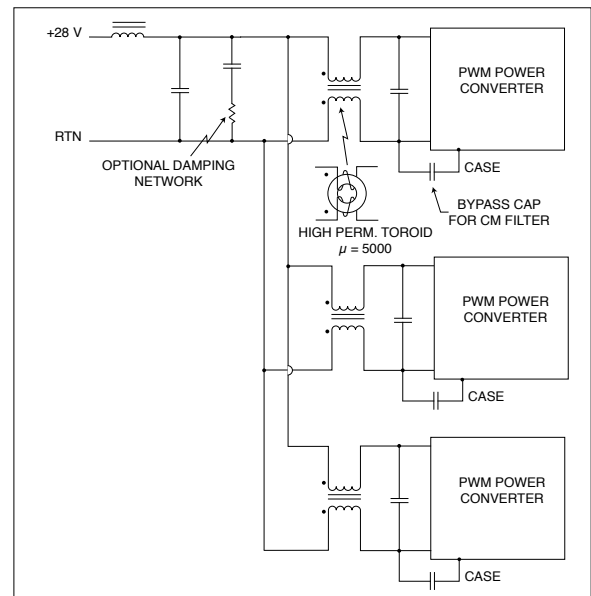 +28 V
PWM POWER
CONVERTER
RTN
OPTIONAL DAMPING
NETWORK
CASE
BYPASS CAP
FOR CM FILTER
HIGH PERM. TOROID
μ = 5000
PWM POWER
CONVERTER
CASE
PWM POWER
CONVERTER
CASE